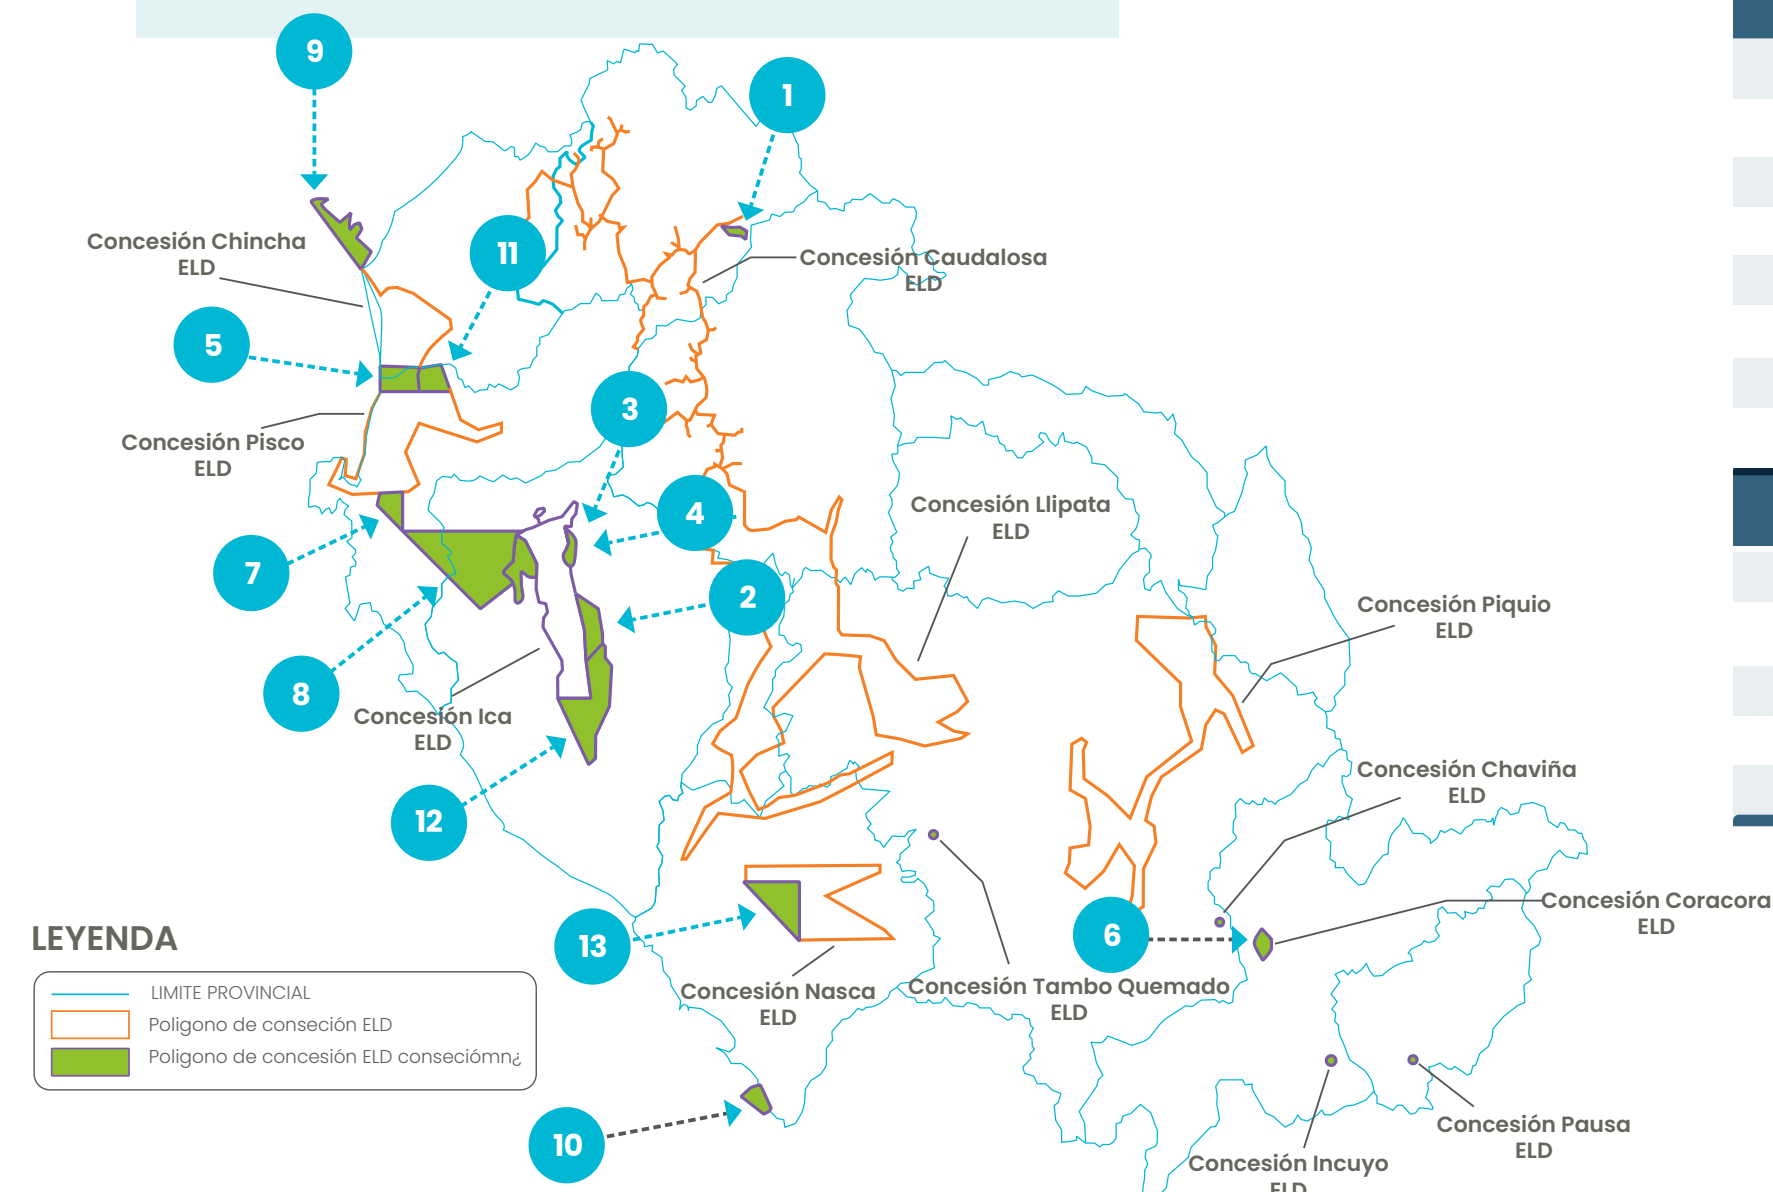 9
1
Concesión Chincha
ELD
11
Concesión Caudalosa
ELD
5
3
Concesión Pisco
ELD
4
Concesión Llipata
ELD
7
2
Concesión Piquio
ELD
8
Concesión Ica
ELD
Concesión Chaviña
ELD
12
Concesión Coracora
ELD
6
13
Concesión Nasca
ELD
Concesión Tambo Quemado
ELD
LEYENDA
LIMITE PROVINCIAL
Poligono de conseción ELD
Poligono de concesión ELD conseciómn¿
10
Concesión Pausa
ELD
Concesión Incuyo
ELD